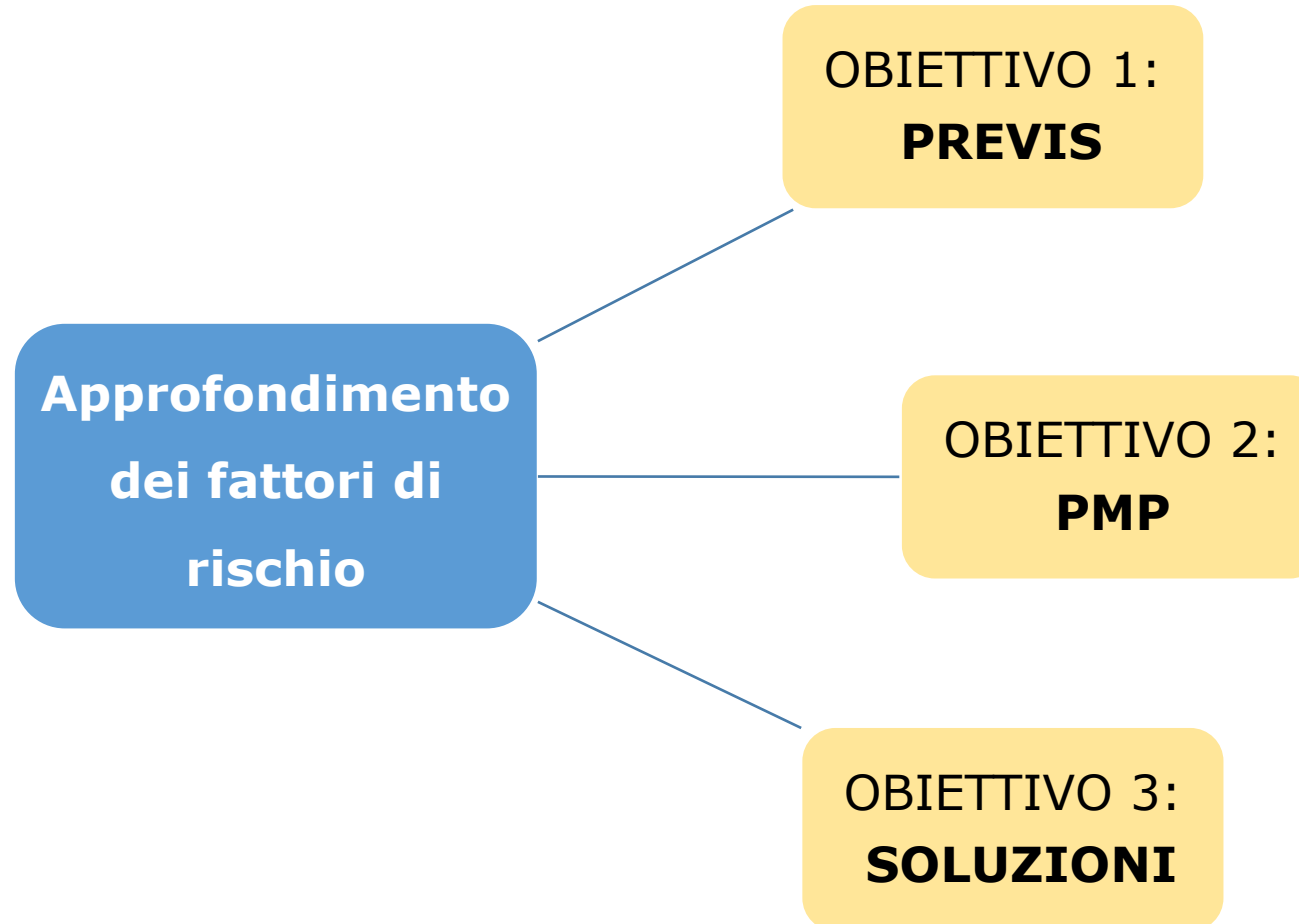 OBIETTIVO 1:
PREVIS
Approfondimento
dei fattori di
rischio
OBIETTIVO 2:
PMP
OBIETTIVO 3:
SOLUZIONI